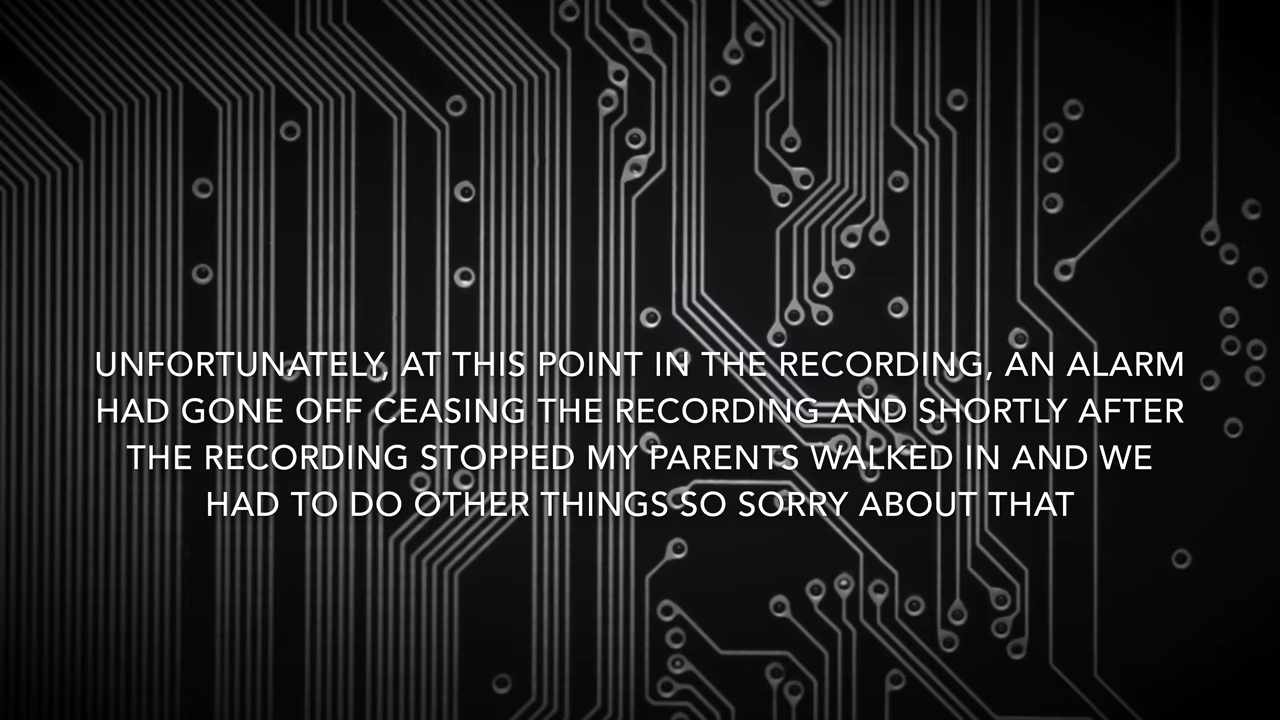 UNFORTUNATELY, AT THIS POINT IN THE RECORDING, AN ALARM
HAD GONE OFF CEASING THE RECORDING AND SHORTLY AFTER
THE RECORDING STOPPED MY PARENTS WALKED IN AND WE
HAD TO DO OTHER THINGS SO SORRY ABOUT THAT